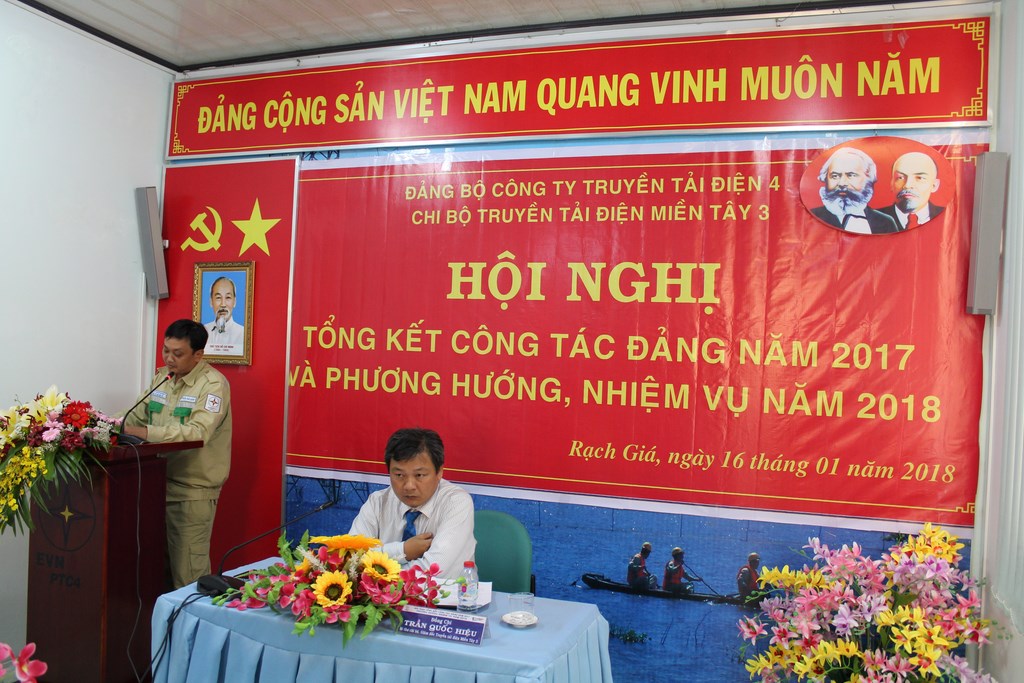 ĐẢNG CỘNG SẢN VIỆT NAM QUANG VINH MUÔN NĂM
ĐẢNG BỘ CÔNG TY TRUYỀN TẢI ĐIỆN 4
CHI BỘ TRUYỀN TẢI ĐIỆN MIỀN TÂY 3
HỘI NGHỊ
TỔNG KẾT CÔNG TÁC ĐẢNG NĂM 2017
VÀ PHƯƠNG HƯỚNG, NHIỆM VỤ NĂM 2018
Rạch Giá, ngày 16 tháng 01 năm 2018
EVN
PTC4
Đồng Chí
TRẦN QUỐC HIỆU